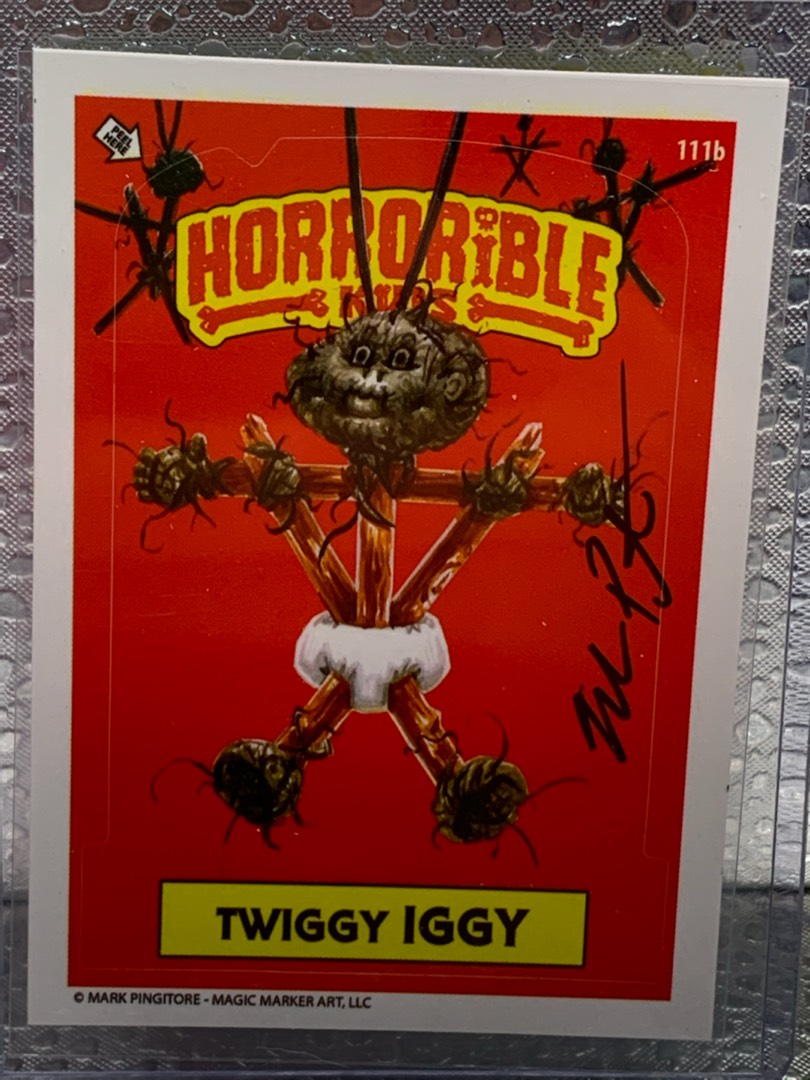 PEEL
HERE
111b
HORRORiBLE
KIDS
TWIGGY IGGY
© MARK PINGITORE - MAGIC MARKER ART, LLC